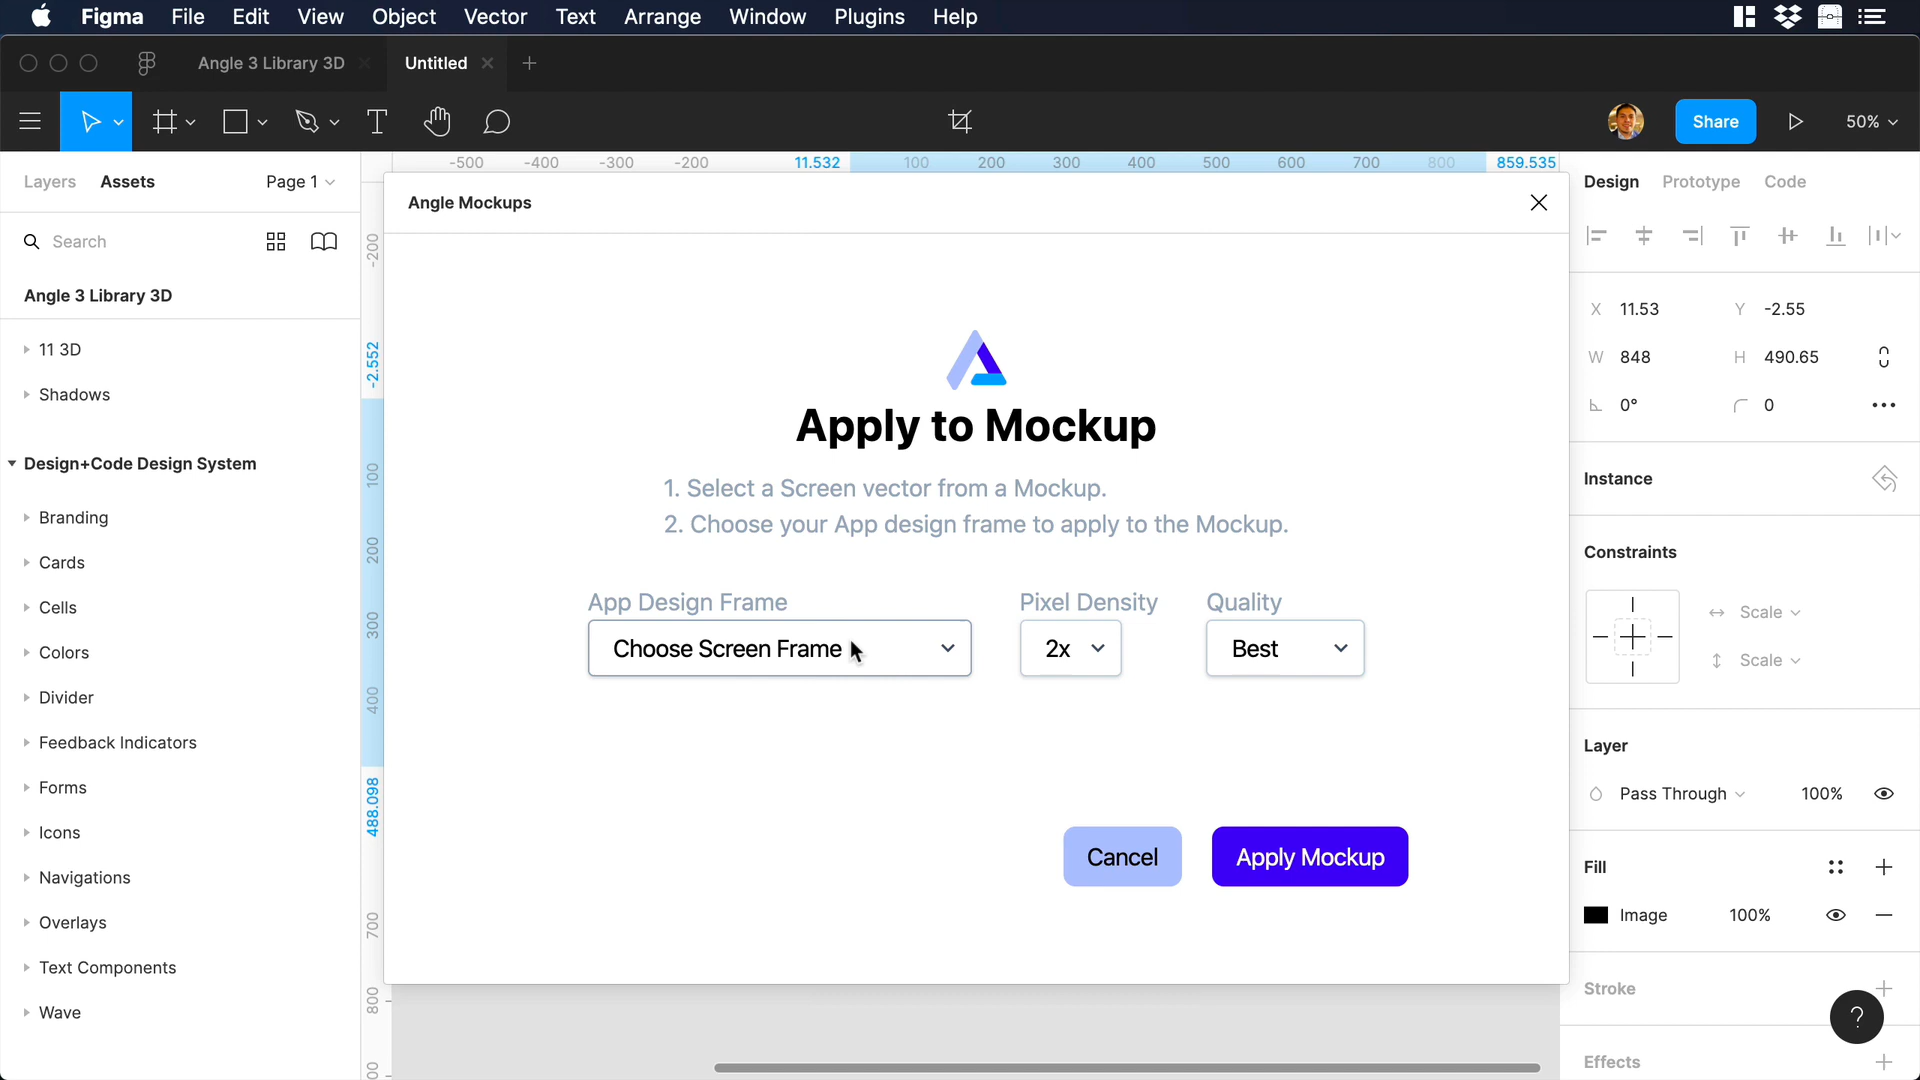 Figma File Edit View Object Vector Text Arrange Window Plugins Help
Angle 3 Library 3D Untitled
Share 50%
Layers Assets Page 1
Search
Angle 3 Library 3D
11 3D
Shadows
Design+Code Design System
Branding
Cards
Cells
Colors
Divider
Feedback Indicators
Forms
Icons
Navigations
Overlays
Text Components
Wave
-500 -400 -300 -200 11.532 100 200 300 400 500 600 700 800 859.535
-200
-2.552
100
200
300
400
488.098
700
800
Angle Mockups
Apply to Mockup
1. Select a Screen vector from a Mockup.
2. Choose your App design frame to apply to the Mockup.
App Design Frame Pixel Density Quality
Choose Screen Frame 2x Best
Cancel Apply Mockup
Design Prototype Code
X 11.53 Y -2.55
W 848 H 490.65
0° 0
Instance
Constraints
Scale
Scale
Layer
Pass Through 100%
Fill
Image 100%
Stroke
?
Effects